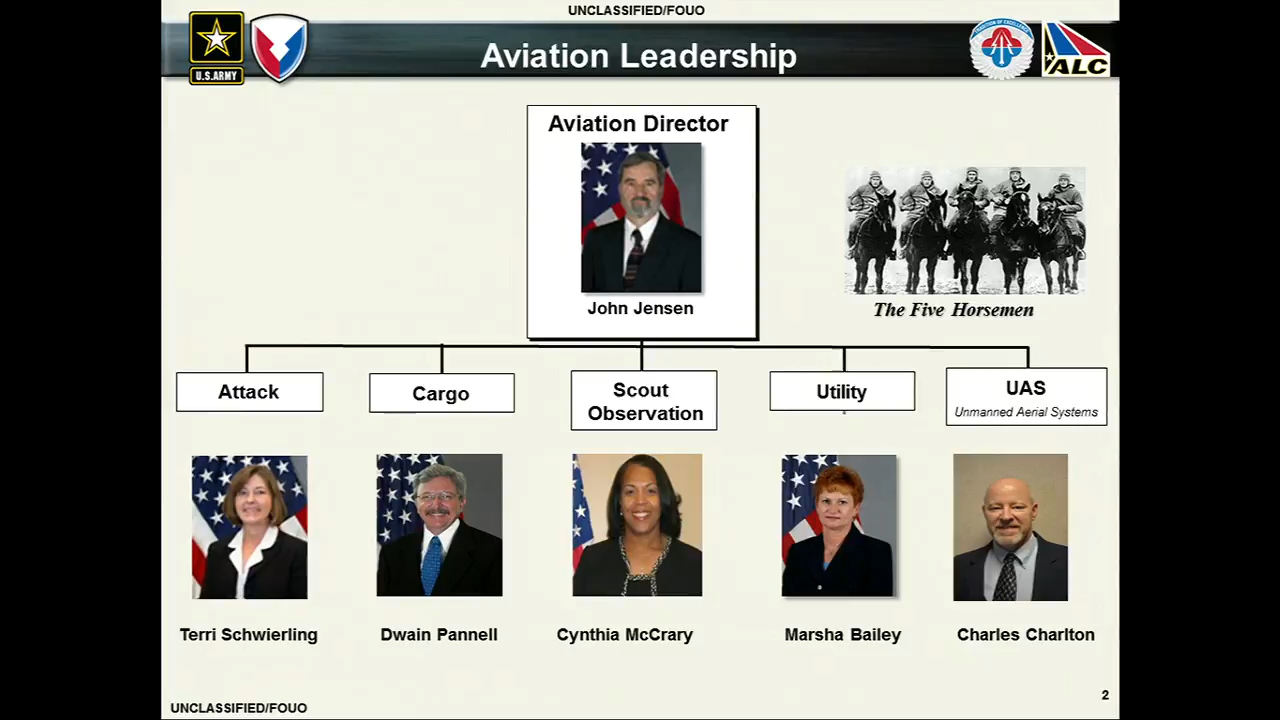 UNCLASSIFIED/FOUO
U.S.ARMY
Aviation Leadership
ALC
Aviation Director
John Jensen
The Five Horsemen
Attack
Cargo
Scout
Observation
Utility
UAS
Unmanned Aerial Systems
Terri Schwierling
Dwain Pannell
Cynthia McCrary
Marsha Bailey
Charles Charlton
2
UNCLASSIFIED/FOUO